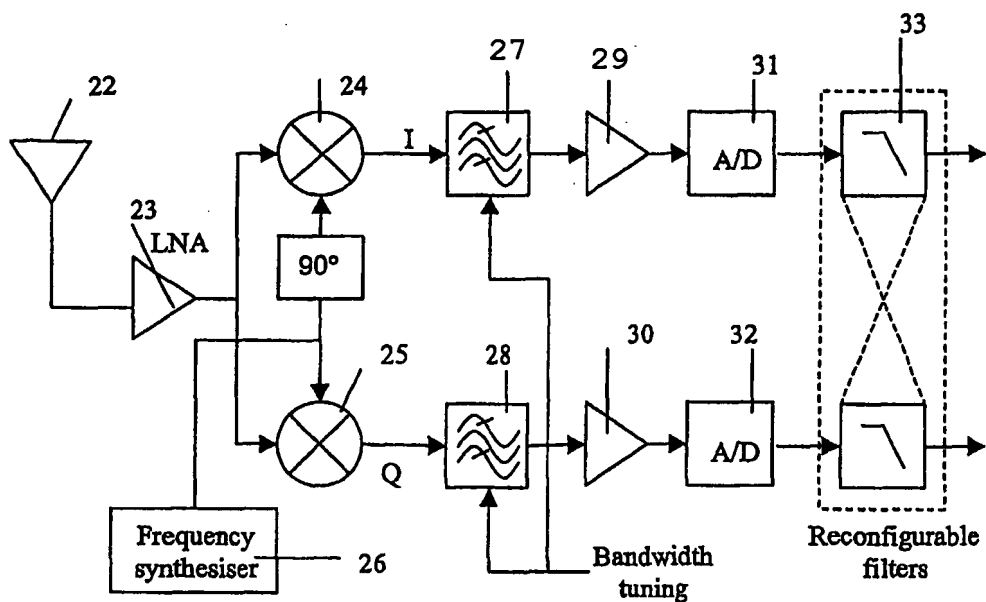 22
23
LNA
24
I
27
29
31
33
A/D
90°
25
Q
28
30
32
A/D
Frequency
synthesiser
26
Bandwidth
tuning
Reconfigurable
filters